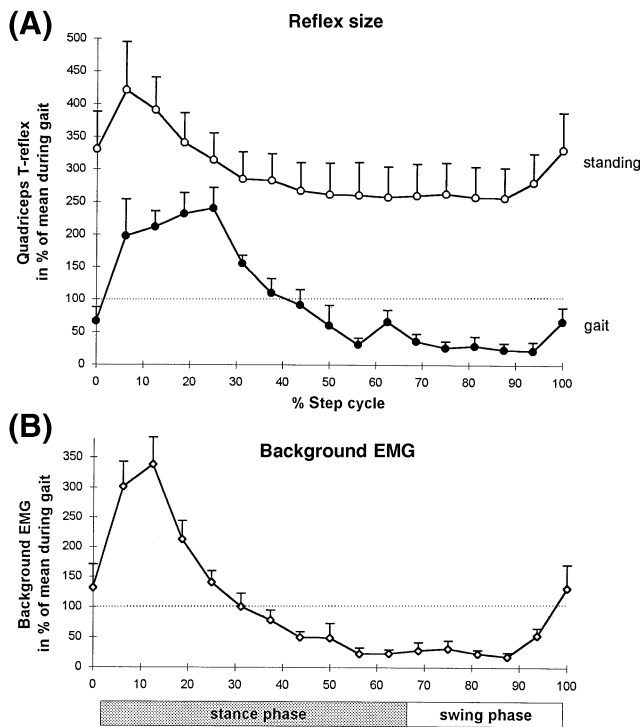 (A)
Reflex size
Quadriceps T-reflex
in % of mean during gait
500
450
400
350
300
250
200
150
100
50
0
standing
gait
0 10 20 30 40 50 60 70 80 90 100
% Step cycle
(B)
Background EMG
Background EMG
in % of mean during gait
350
300
250
200
150
100
50
0
0 10 20 30 40 50 60 70 80 90 100
stance phase swing phase